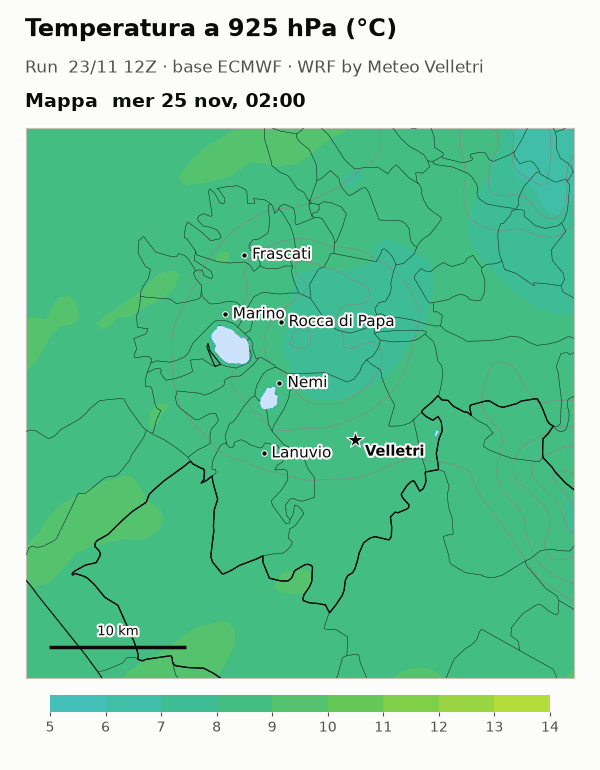 Temperatura a 925 hPa (°C)
Run  23/11 12Z · base ECMWF · WRF by Meteo Velletri
Mappa  mer 25 nov, 02:00
Frascati
Marino
Rocca di Papa
Nemi
Velletri
Lanuvio
10 km
5 6 7 8 9 10 11 12 13 14